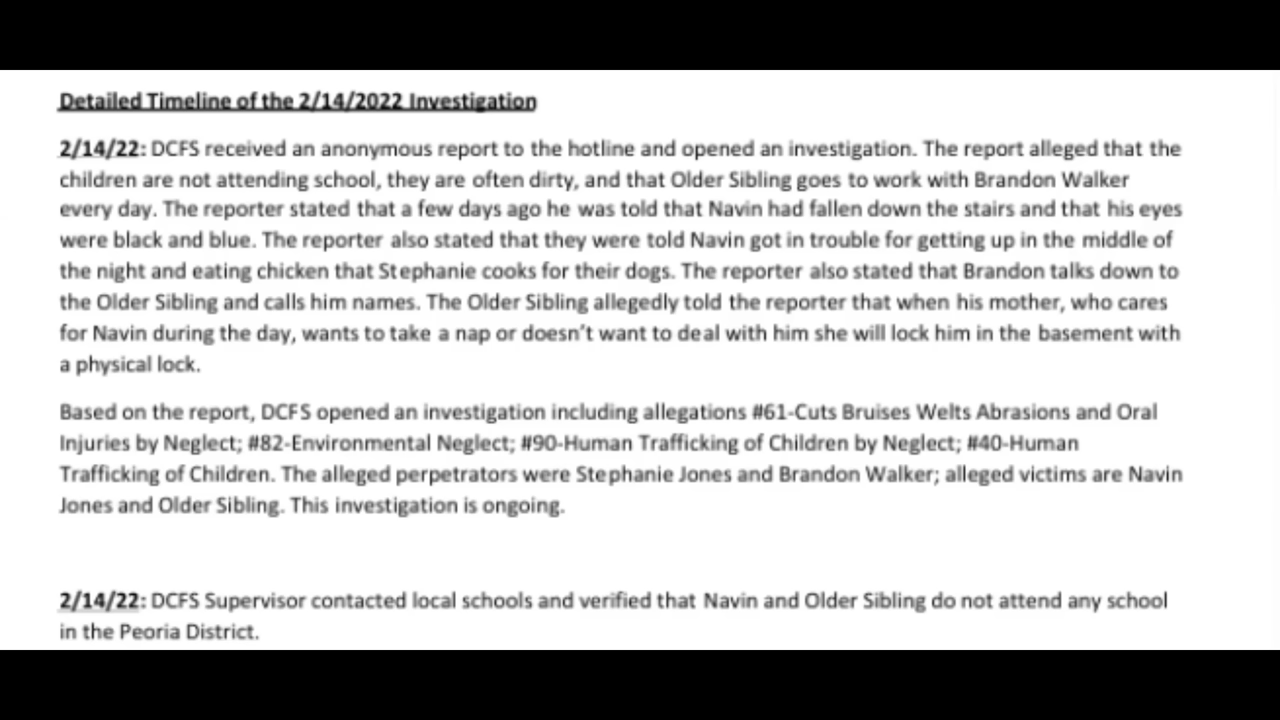 Detailed Timeline of the 2/14/2022 Investigation
2/14/22: DCFS received an anonymous report to the hotline and opened an investigation. The report alleged that the
children are not attending school, they are often dirty, and that Older Sibling goes to work with Brandon Walker
every day. The reporter stated that a few days ago he was told that Navin had fallen down the stairs and that his eyes
were black and blue. The reporter also stated that they were told Navin got in trouble for getting up in the middle of
the night and eating chicken that Stephanie cooks for their dogs. The reporter also stated that Brandon talks down to
the Older Sibling and calls him names. The Older Sibling allegedly told the reporter that when his mother, who cares
for Navin during the day, wants to take a nap or doesn't want to deal with him she will lock him in the basement with
a physical lock.
Based on the report, DCFS opened an investigation including allegations #61-Cuts Bruises Welts Abrasions and Oral
Injuries by Neglect; #82-Environmental Neglect; #90-Human Trafficking of Children by Neglect; #40-Human
Trafficking of Children. The alleged perpetrators were Stephanie Jones and Brandon Walker; alleged victims are Navin
Jones and Older Sibling. This investigation is ongoing.
2/14/22: DCFS Supervisor contacted local schools and verified that Navin and Older Sibling do not attend any school
in the Peoria District.